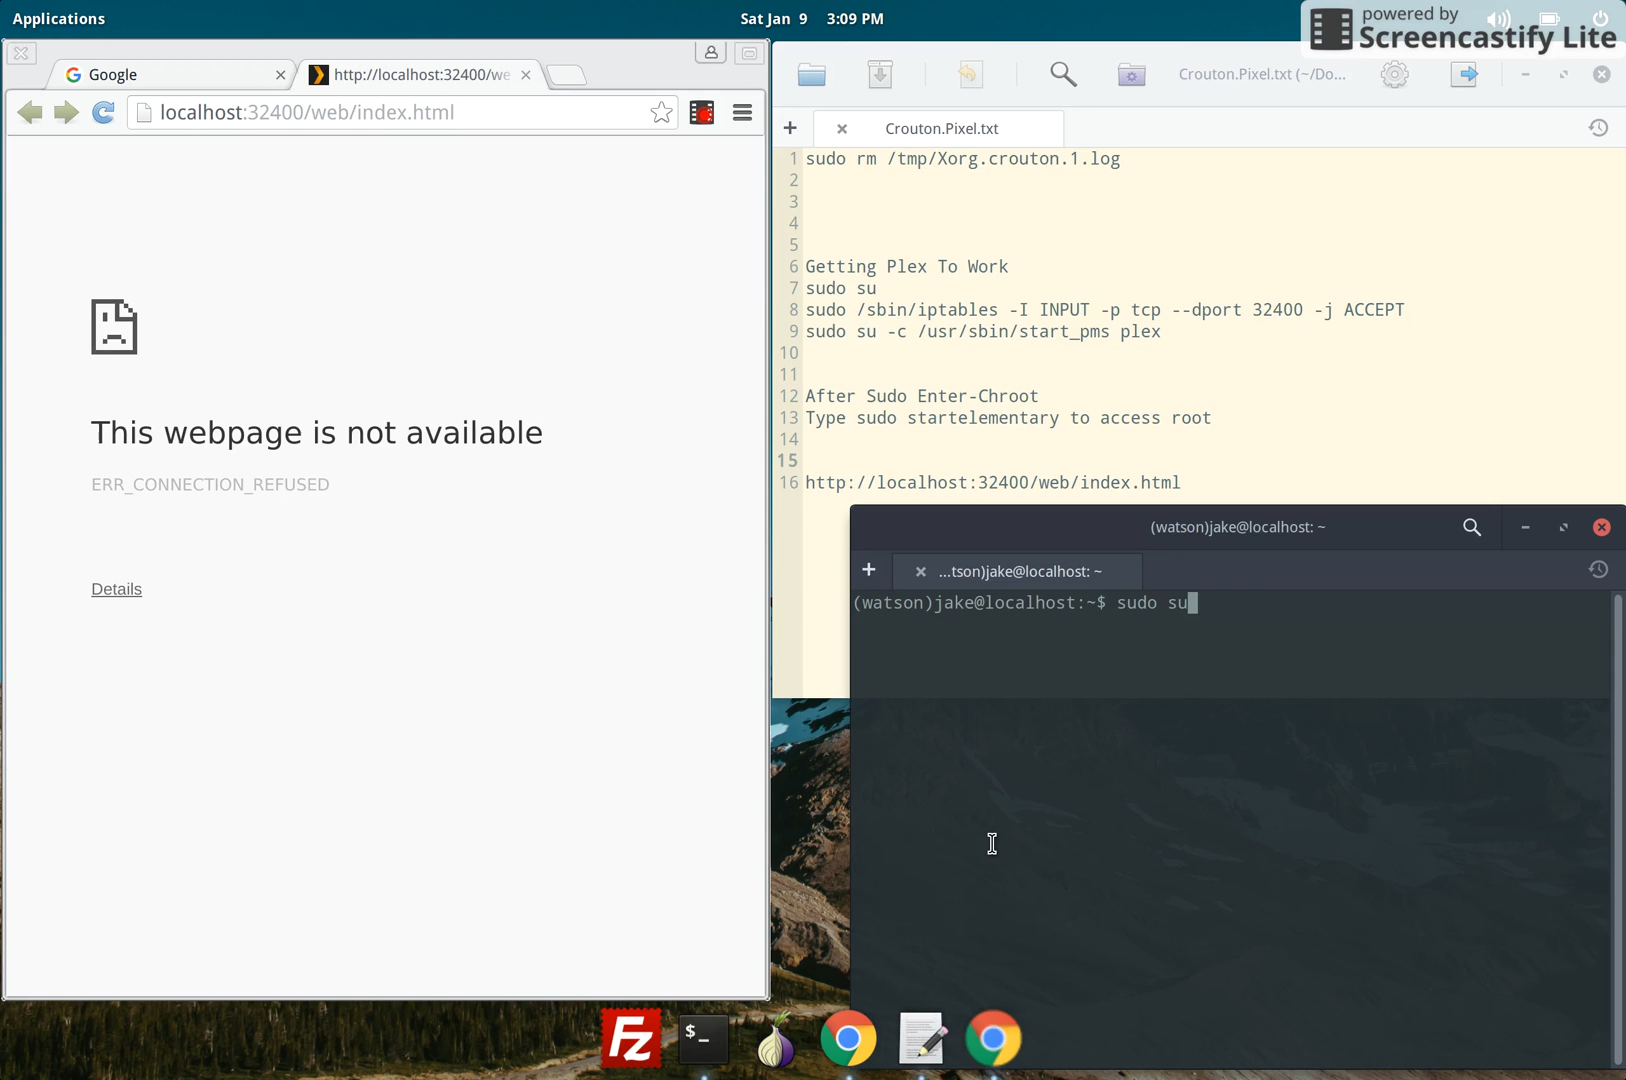 Applications
Sat Jan 9 3:09 PM
powered by
Screencastify Lite
Google
http://localhost:32400/we
localhost:32400/web/index.html
This webpage is not available
ERR_CONNECTION_REFUSED
Details
Crouton.Pixel.txt (~/Do...
Crouton.Pixel.txt
1 sudo rm /tmp/Xorg.crouton.1.log
2
3
4
5
6 Getting Plex To Work
7 sudo su
8 sudo /sbin/iptables -I INPUT -p tcp --dport 32400 -j ACCEPT
9 sudo su -c /usr/sbin/start_pms plex
10
11
12 After Sudo Enter-Chroot
13 Type sudo startelementary to access root
14
15
16 http://localhost:32400/web/index.html
(watson)jake@localhost: ~
...tson)jake@localhost: ~
(watson)jake@localhost:~$ sudo su
Fz
$ _